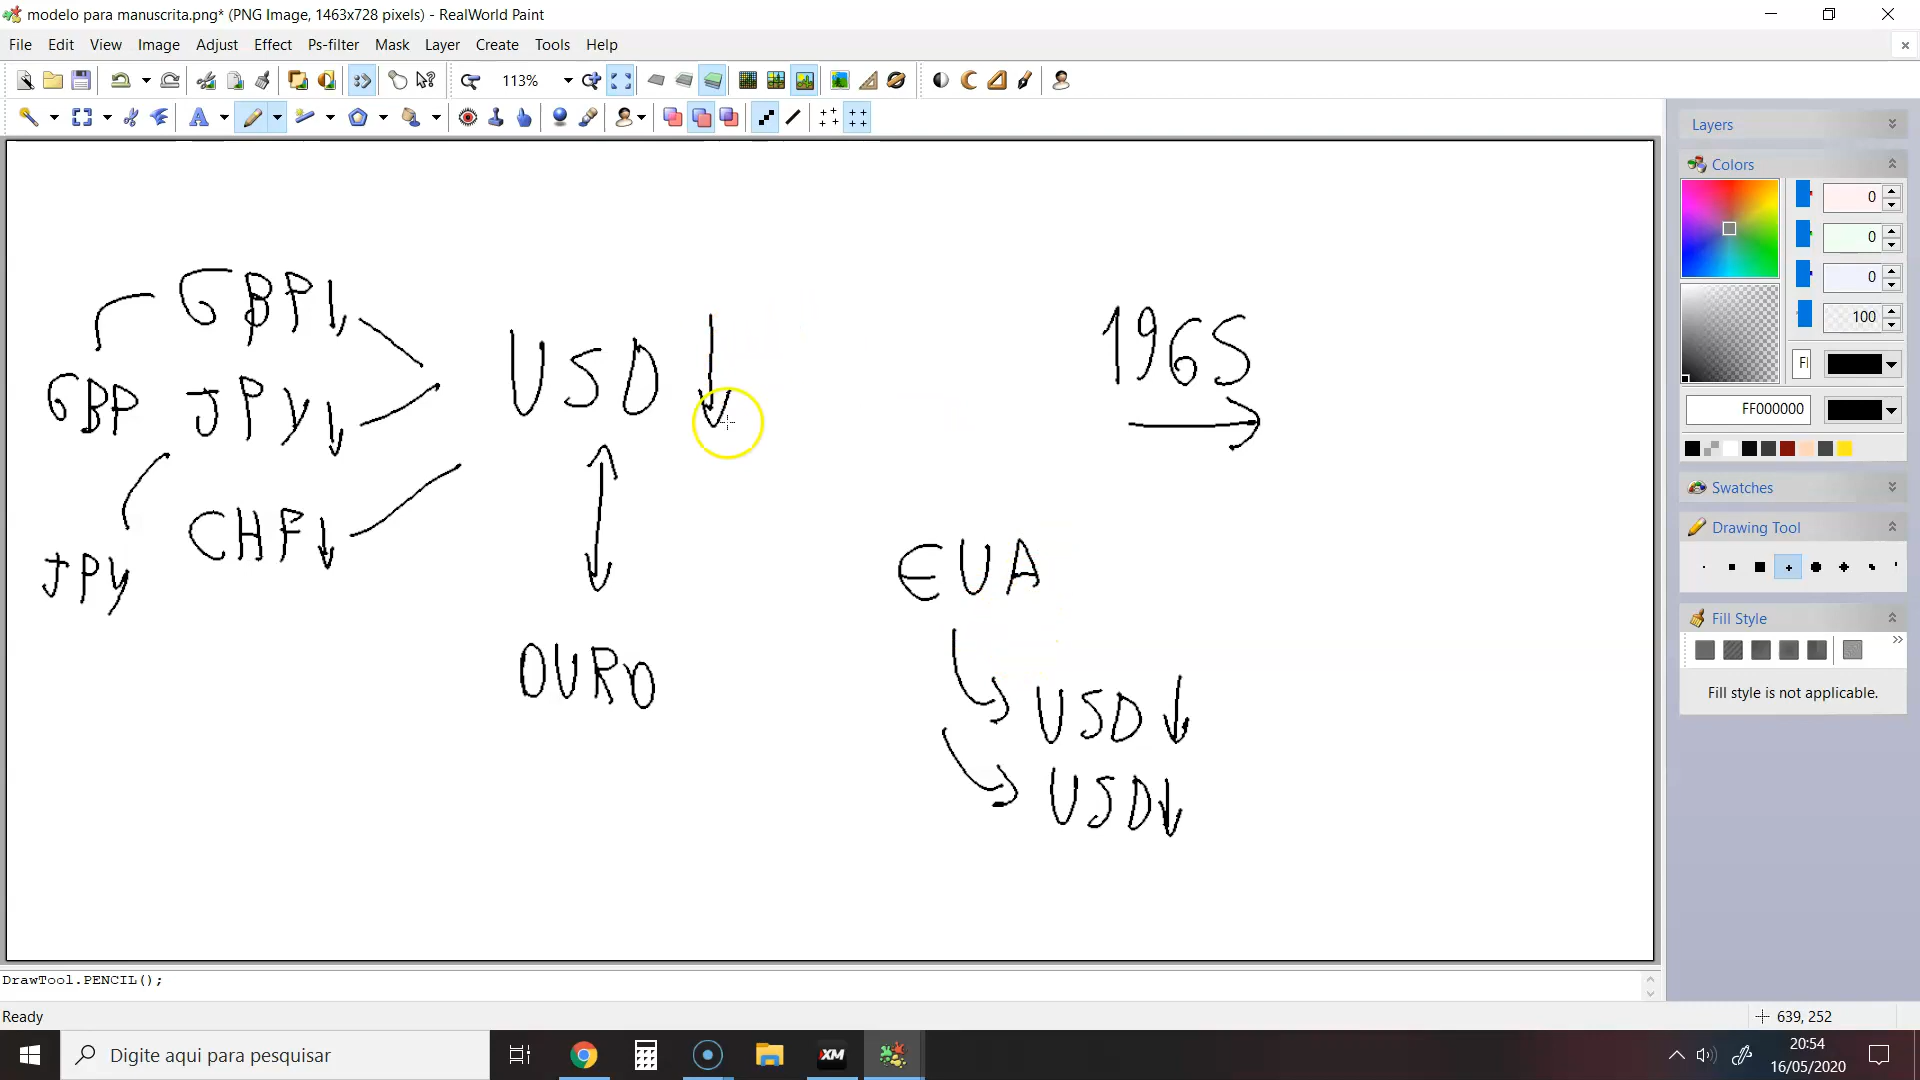 modelo para manuscrita.png* (PNG Image, 1463x728 pixels) - RealWorld Paint
File Edit View Image Adjust Effect Ps-filter Mask Layer Create Tools Help
113%
Layers
Colors
0
0
0
100
FF000000
Swatches
Drawing Tool
Fill Style
Fill style is not applicable.
GBP
JPY
GBP
JPY
CHF
USD
OURO
1965
EUA
USD
USD
DrawTool.PENCIL();
Ready
639, 252
Digite aqui para pesquisar
XM
20:54
16/05/2020